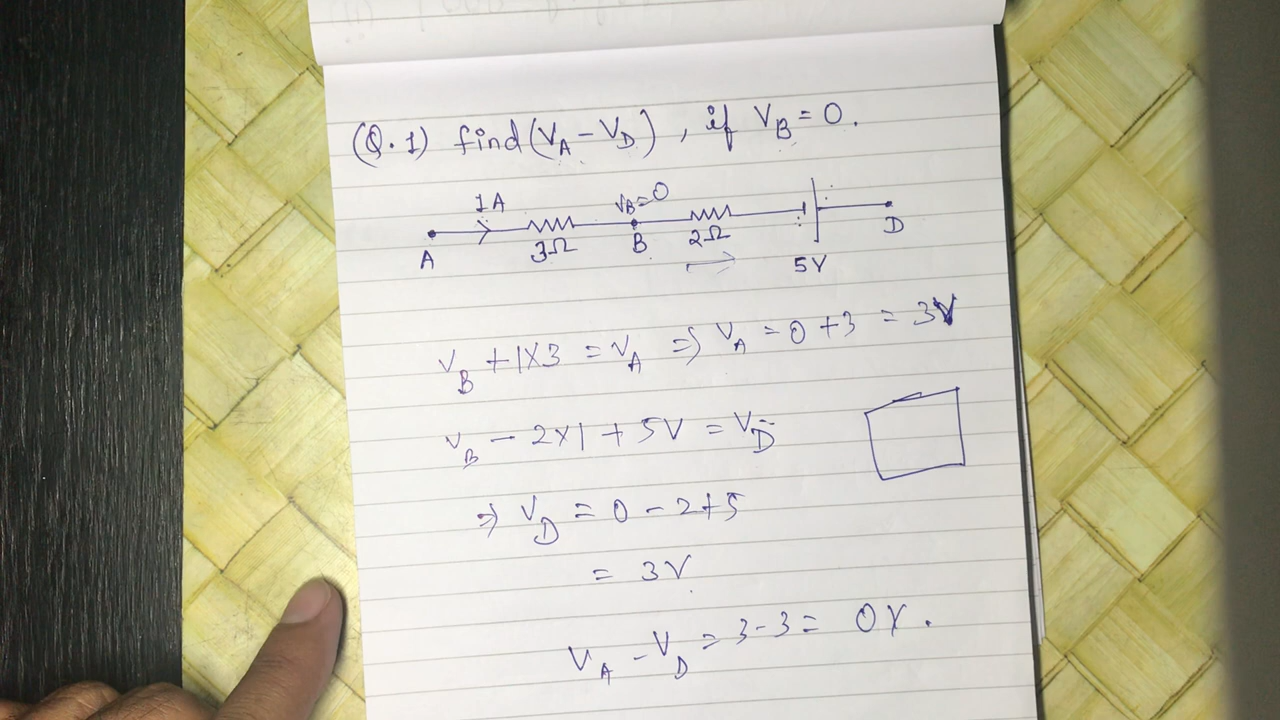 (Q.1) find (V_A - V_D), if V_B = 0.
1A V_B=0
A 3Ω B 2Ω 5V D
V_B + 1×3 = V_A ⇒ V_A = 0 + 3 = 3V
V_B - 2×1 + 5V = V_D
⇒ V_D = 0 - 2 + 5
= 3V
V_A - V_D = 3 - 3 = 0V.